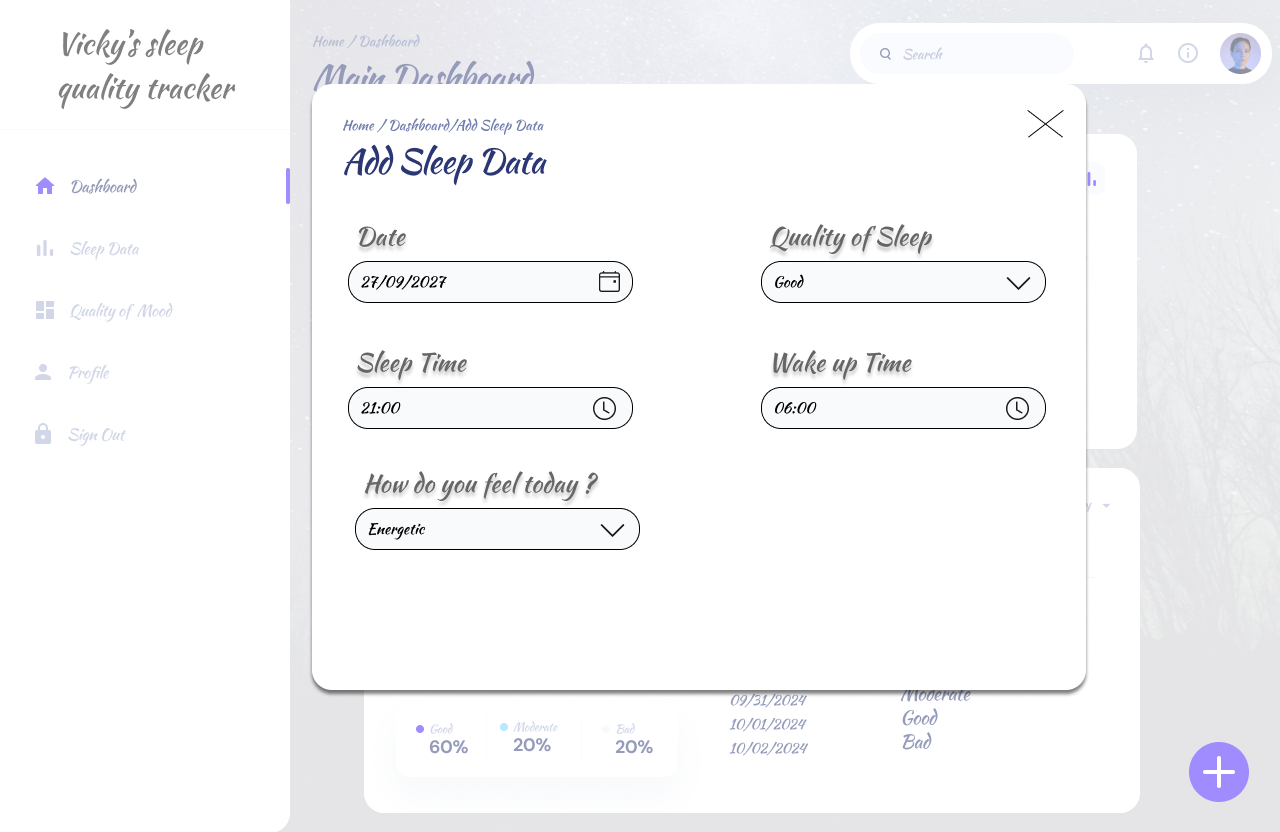 Vicky's sleep
quality tracker
Dashboard
Sleep Data
Quality of Mood
Profile
Sign Out
Home / Dashboard
Main Dashboard
Search
Home / Dashboard/Add Sleep Data
Add Sleep Data
Date
27/09/2027
Quality of Sleep
Good
Sleep Time
21:00
Wake up Time
06:00
How do you feel today ?
Energetic
Good
60%
Moderate
20%
Bad
20%
09/31/2024
Moderate
10/01/2024
Good
10/02/2024
Bad